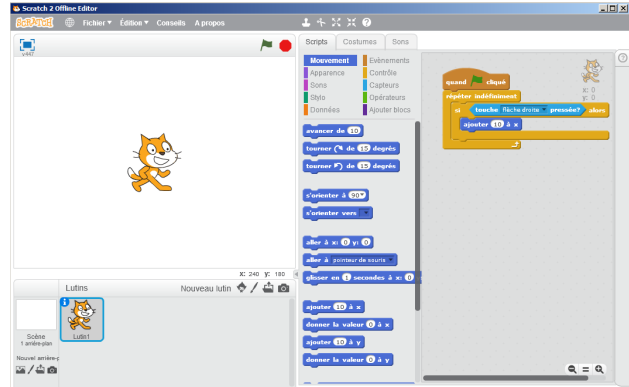 Scratch 2 Offline Editor
SCRATCH Fichier Édition Conseils A propos
v447
Scripts Costumes Sons
Mouvement Evènements
Apparence Contrôle
Sons Capteurs
Stylo Opérateurs
Données Ajouter blocs
avancer de 10
tourner de 15 degrés
tourner de 15 degrés
s'orienter à 90
s'orienter vers
aller à x: 0 y: 0
aller à pointeur de souris
glisser en 1 secondes à x: 0
ajouter 10 à x
donner la valeur 0 à x
ajouter 10 à y
donner la valeur 0 à y
quand cliqué
répéter indéfiniment
si touche flèche droite pressée? alors
ajouter 10 à x
x: 0
y: 0
X: 240 Y: 180
Lutins Nouveau lutin
Scène
1 arrière-plan
Lutin1
Nouvel arrière-p